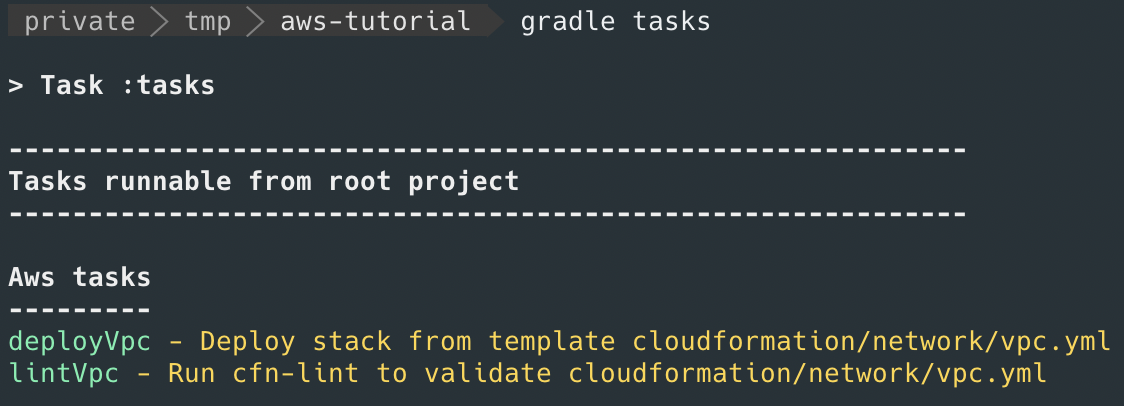 private tmp aws-tutorial gradle tasks
> Task :tasks
------------------------------------------------------------
Tasks runnable from root project
------------------------------------------------------------
Aws tasks
---------
deployVpc - Deploy stack from template cloudformation/network/vpc.yml
lintVpc - Run cfn-lint to validate cloudformation/network/vpc.yml